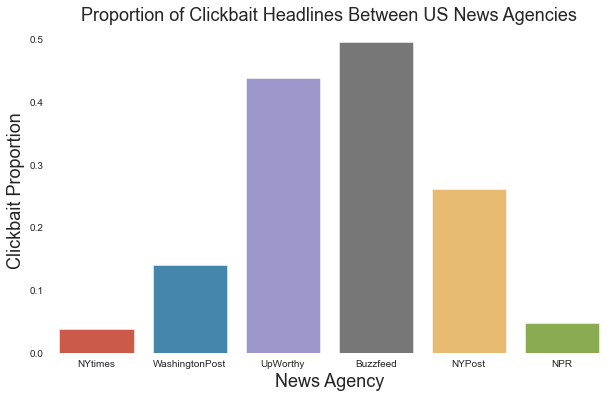 Proportion of Clickbait Headlines Between US News Agencies
0.5
0.4
0.3
0.2
0.1
0.0
Clickbait Proportion
NYtimes WashingtonPost UpWorthy Buzzfeed NYPost NPR
News Agency